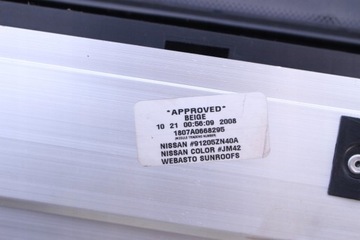 "APPROVED"
BEIGE
10 21 00:56:09 2008
1807A0668295
NISSAN #91205ZN40A
NISSAN COLOR #JM42
WEBASTO SUNROOFS